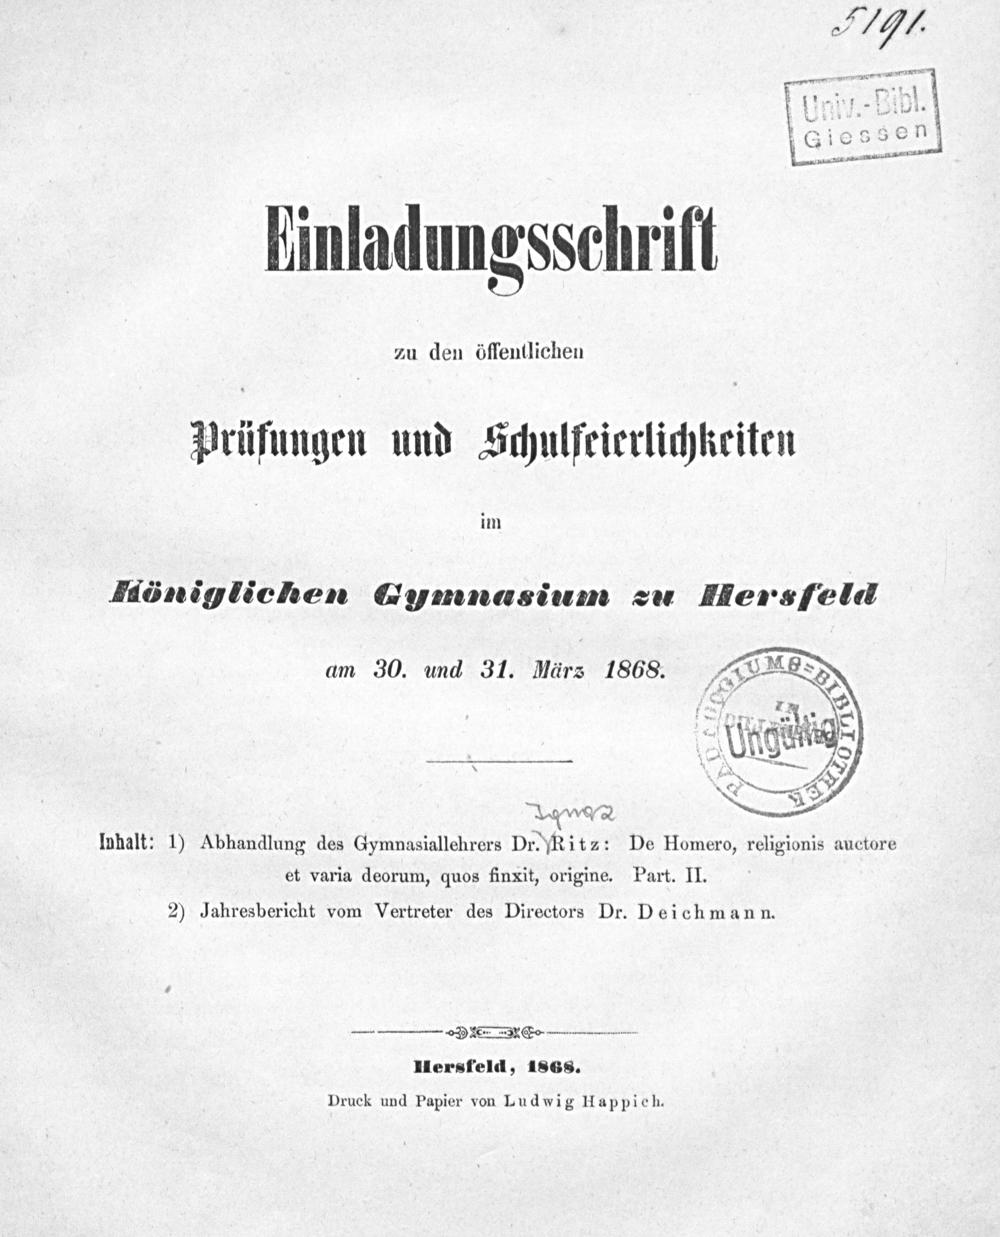 5191.
Univ.-Bibl.
Giessen
Einladungsschrift
zu den öffentlichen
Prüfungen und Schulfeierlichkeiten
im
Königlichen Gymnasium zu Hersfeld
am 30. und 31. März 1868.
PÄDAGOGIUMS=BIBLIOTHEK
Ungültig
Ignaz
Inhalt: 1) Abhandlung des Gymnasiallehrers Dr. Ritz: De Homero, religionis auctore
et varia deorum, quos finxit, origine. Part. II.
2) Jahresbericht vom Vertreter des Directors Dr. Deichmann.
Hersfeld, 1868.
Druck und Papier von Ludwig Happich.